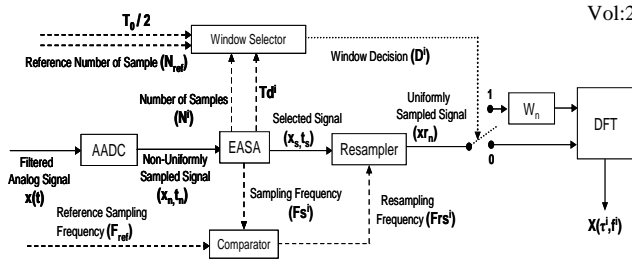 Vol:2
T₀ / 2
Window Selector
Reference Number of Sample (N_ref)
Window Decision (Dⁱ)
Number of Samples
(Nⁱ)
Tdⁱ
Selected Signal
(x_s,t_s)
Uniformly
Sampled Signal
(xr_n)
1
W_n
DFT
AADC
EASA
Resampler
0
Filtered
Analog Signal
x(t)
Non-Uniformly
Sampled Signal
(x_n,t_n)
Sampling Frequency
(Fsⁱ)
Resampling
Frequency (Frsⁱ)
Reference Sampling
Frequency (F_ref)
Comparator
X(τⁱ,fⁱ)